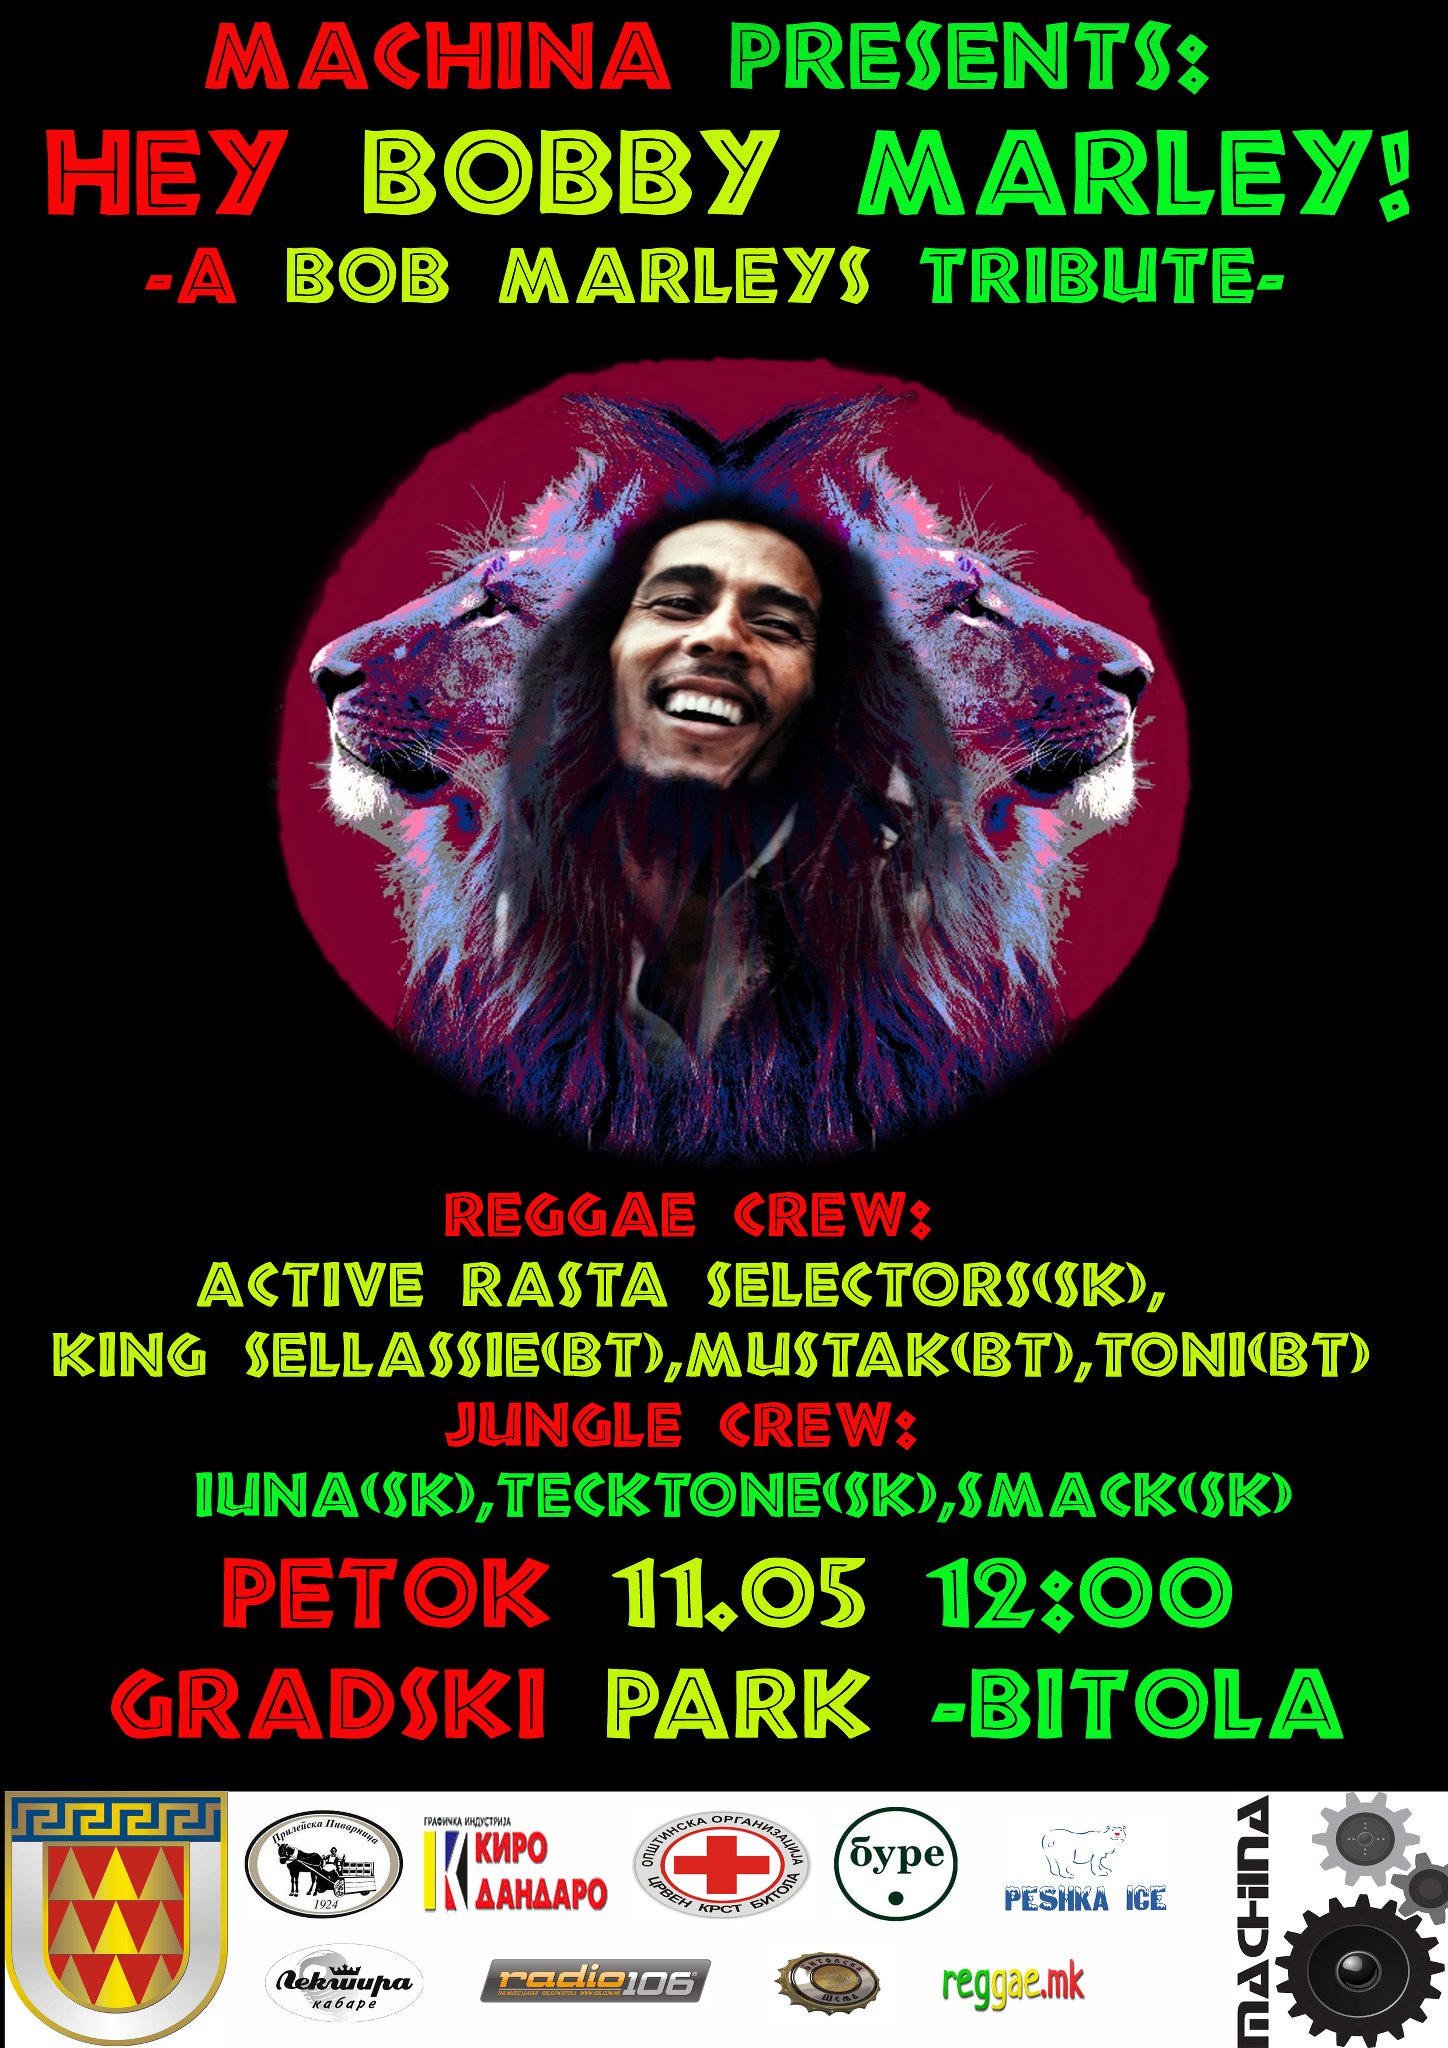 MACHINA PRESENTS:
HEY BOBBY MARLEY!
-A BOB MARLEYS TRIBUTE-
REGGAE CREW:
ACTIVE RASTA SELECTORS(SK),
KING SELLASSIE(BT),MUSTAK(BT),TONI(BT)
JUNGLE CREW:
IUNA(SK),TECKTONE(SK),SMACK(SK)
PETOK 11.05 12:00
GRADSKI PARK -BITOLA
Прилепска Пиварница
1924
ГРАФИЧКА ИНДУСТРИЈА
КИРО
ДАНДАРО
ОПШТИНСКА ОРГАНИЗАЦИЈА
ЦРВЕН КРСТ БИТОЛА
буре
PESHKA ICE
MACHINA
Лектира
кабаре
radio106
БИТОЛСКА
ШЕМА
reggae.mk